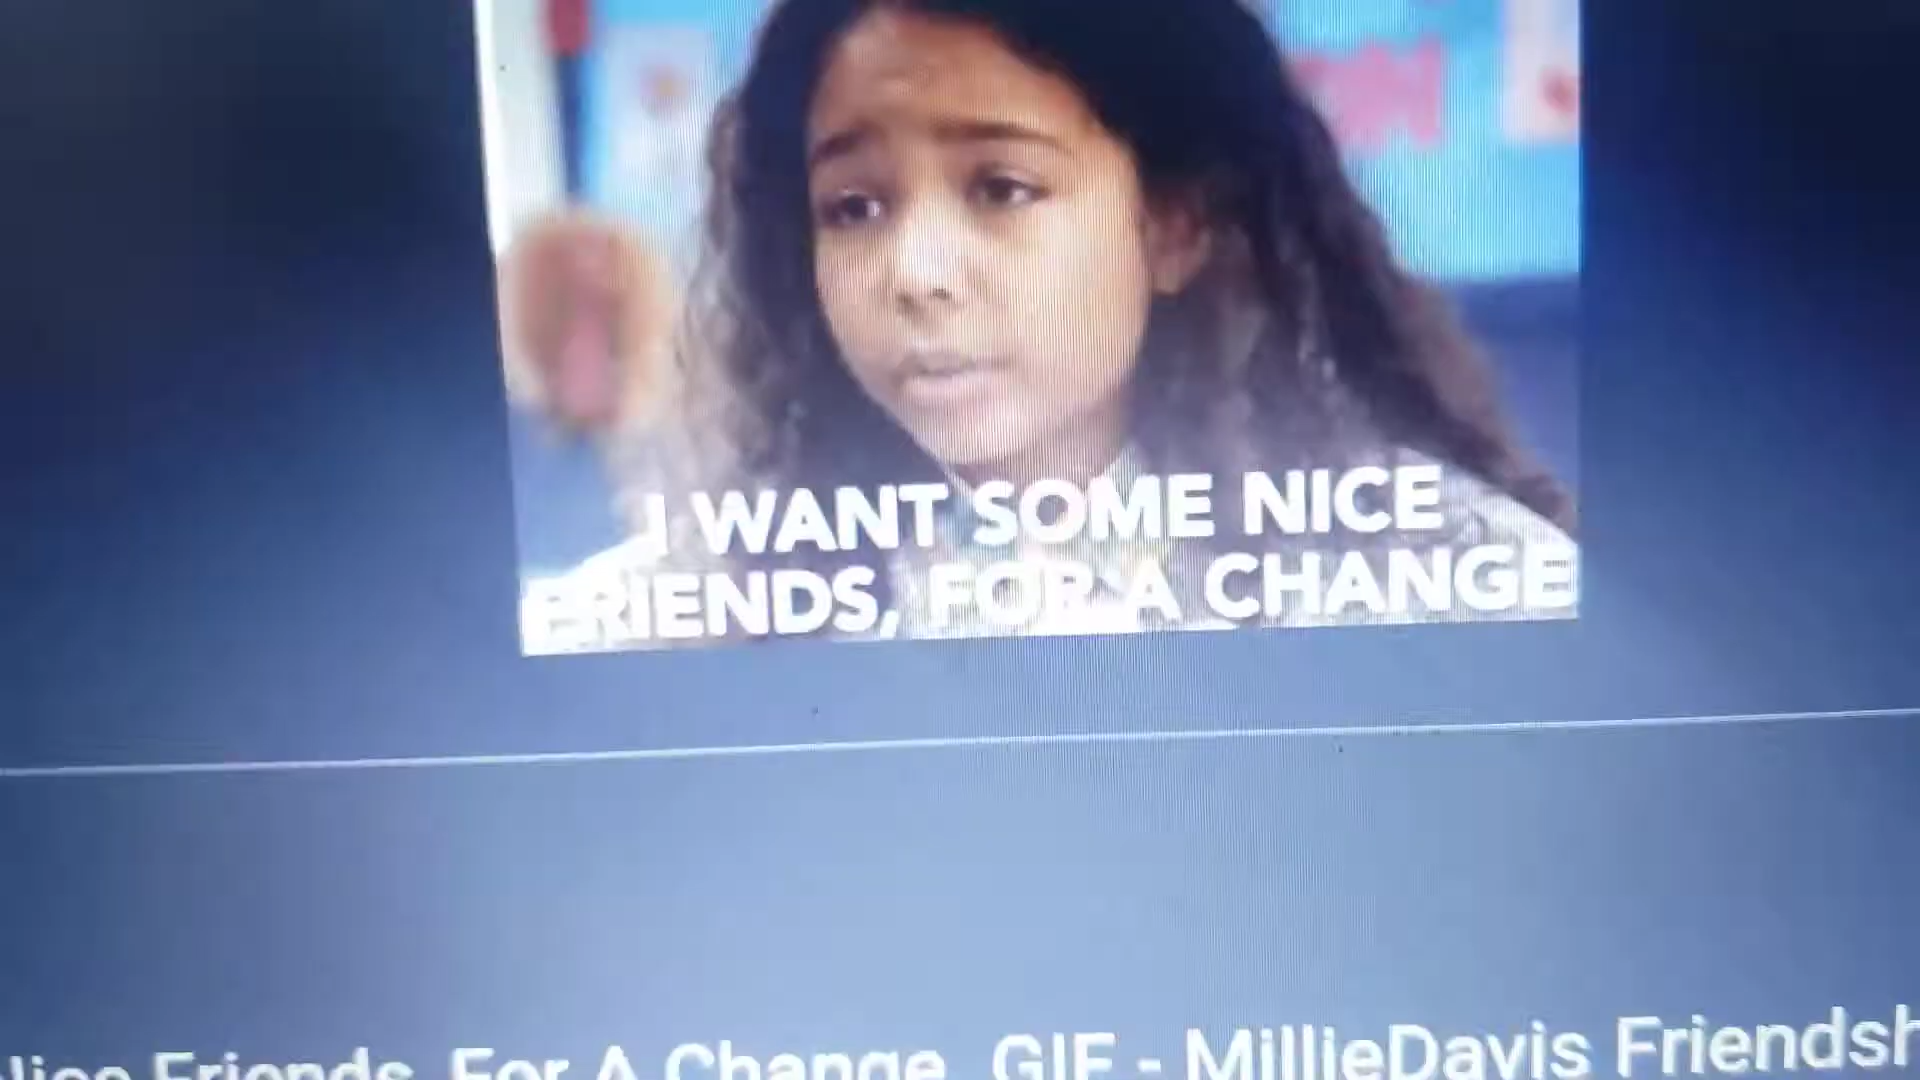 I WANT SOME NICE
FRIENDS, FOR A CHANGE
Friends, For A Change, GIF - MillieDavis Friendsh